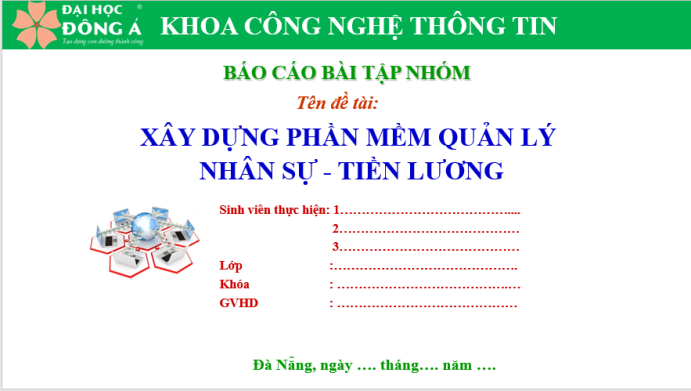 ĐẠI HỌC
ĐÔNG Á
Tạo dựng con đường thành công
KHOA CÔNG NGHỆ THÔNG TIN
BÁO CÁO BÀI TẬP NHÓM
Tên đề tài:
XÂY DỰNG PHẦN MỀM QUẢN LÝ
NHÂN SỰ - TIỀN LƯƠNG
Sinh viên thực hiện: 1…………………………………....
2……………………………………
3……………………………………
Lớp :…………………………………….
Khóa : ………………………………….…
GVHD : ……………………………………
Đà Nẵng, ngày …. tháng…. năm ….